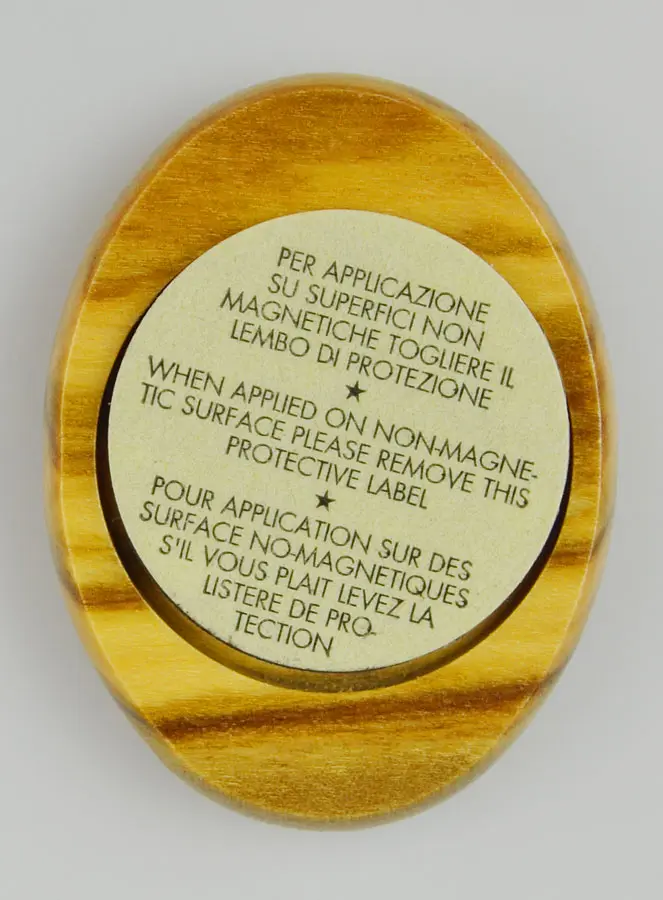 PER APPLICAZIONE
SU SUPERFICI NON
MAGNETICHE TOGLIERE IL
LEMBO DI PROTEZIONE
★
WHEN APPLIED ON NON-MAGNE-
TIC SURFACE PLEASE REMOVE THIS
PROTECTIVE LABEL
★
POUR APPLICATION SUR DES
SURFACE NO-MAGNETIQUES
S'IL VOUS PLAIT LEVEZ LA
LISTERE DE PRO-
TECTION